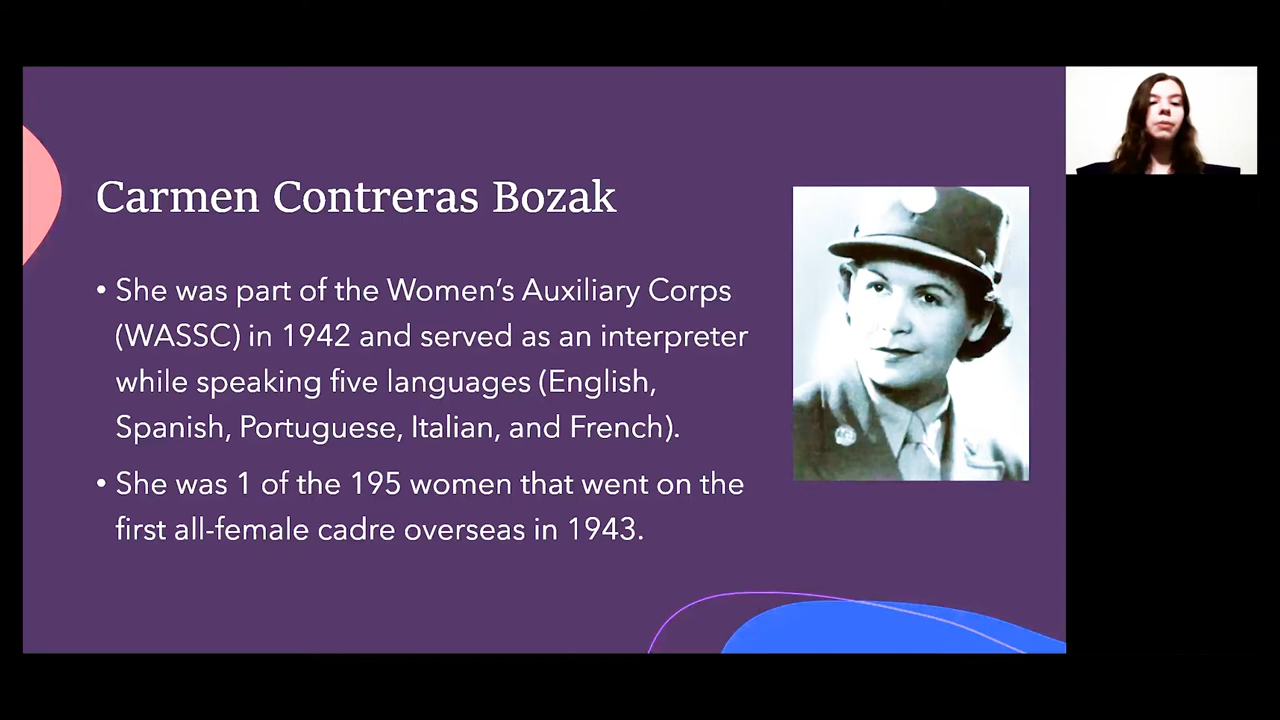 Carmen Contreras Bozak
• She was part of the Women’s Auxiliary Corps
(WASSC) in 1942 and served as an interpreter
while speaking five languages (English,
Spanish, Portuguese, Italian, and French).
• She was 1 of the 195 women that went on the
first all-female cadre overseas in 1943.